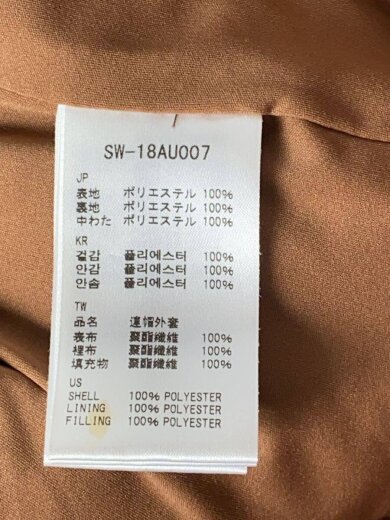 SW-18AU007
JP
表地 ポリエステル 100%
裏地 ポリエステル 100%
中わた ポリエステル 100%
KR
겉감 폴리에스터 100%
안감 폴리에스터 100%
안솜 폴리에스터 100%
TW
品名 連帽外套
表布 聚酯纖維 100%
裡布 聚酯纖維 100%
填充物 聚酯纖維 100%
US
SHELL 100% POLYESTER
LINING 100% POLYESTER
FILLING 100% POLYESTER